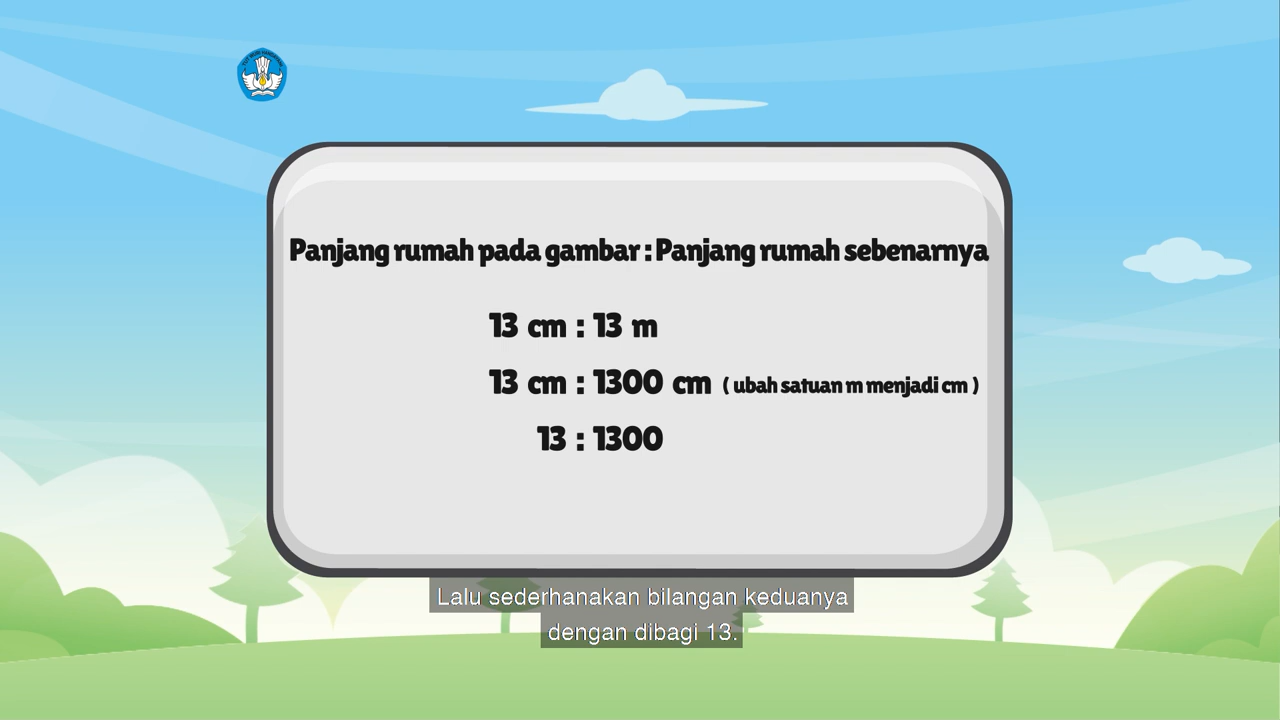 Panjang rumah pada gambar : Panjang rumah sebenarnya
13 cm : 13 m
13 cm : 1300 cm ( ubah satuan m menjadi cm )
13 : 1300
Lalu sederhanakan bilangan keduanya
dengan dibagi 13.